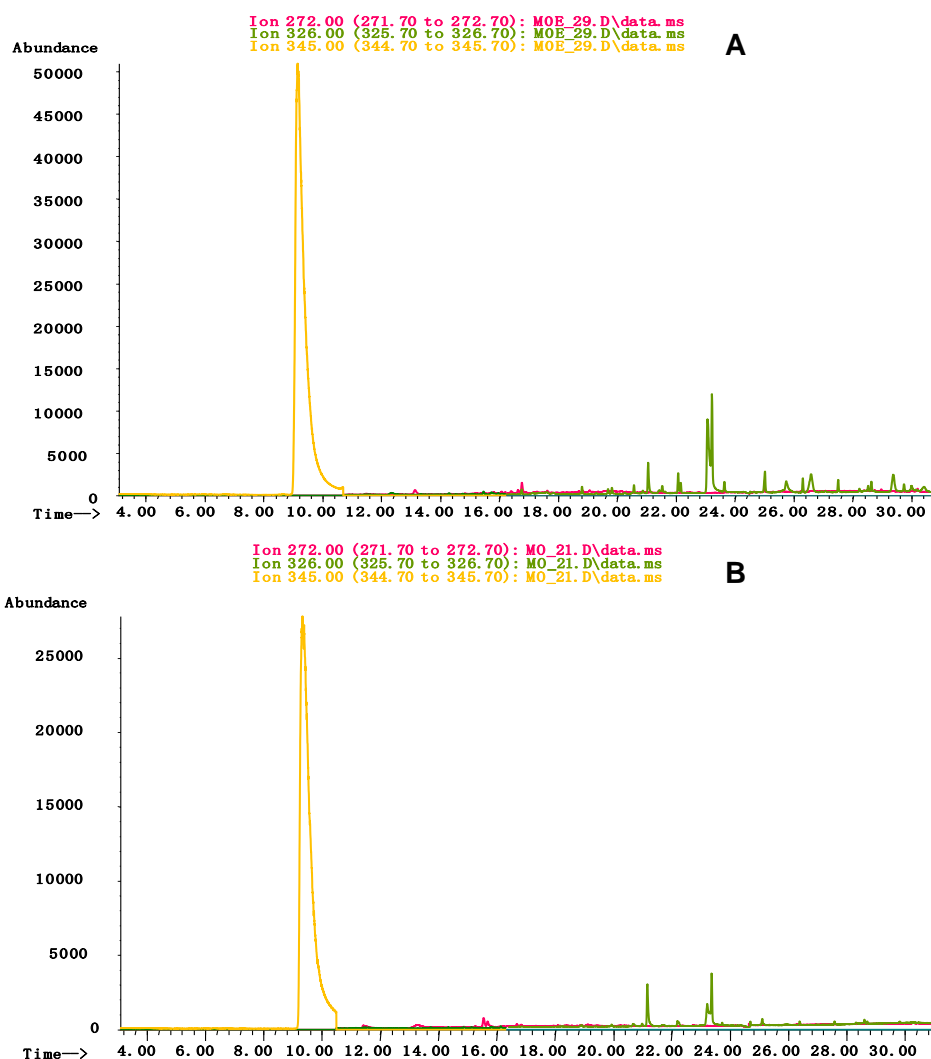 Ion 272.00 (271.70 to 272.70): MOE_29.D\data.ms
Ion 326.00 (325.70 to 326.70): MOE_29.D\data.ms
Ion 345.00 (344.70 to 345.70): MOE_29.D\data.ms
A
Abundance
50000
45000
40000
35000
30000
25000
20000
15000
10000
5000
0
4.00 6.00 8.00 10.00 12.00 14.00 16.00 18.00 20.00 22.00 24.00 26.00 28.00 30.00
Time-->
Ion 272.00 (271.70 to 272.70): MO_21.D\data.ms
Ion 326.00 (325.70 to 326.70): MO_21.D\data.ms
Ion 345.00 (344.70 to 345.70): MO_21.D\data.ms
B
Abundance
25000
20000
15000
10000
5000
0
4.00 6.00 8.00 10.00 12.00 14.00 16.00 18.00 20.00 22.00 24.00 26.00 28.00 30.00
Time-->